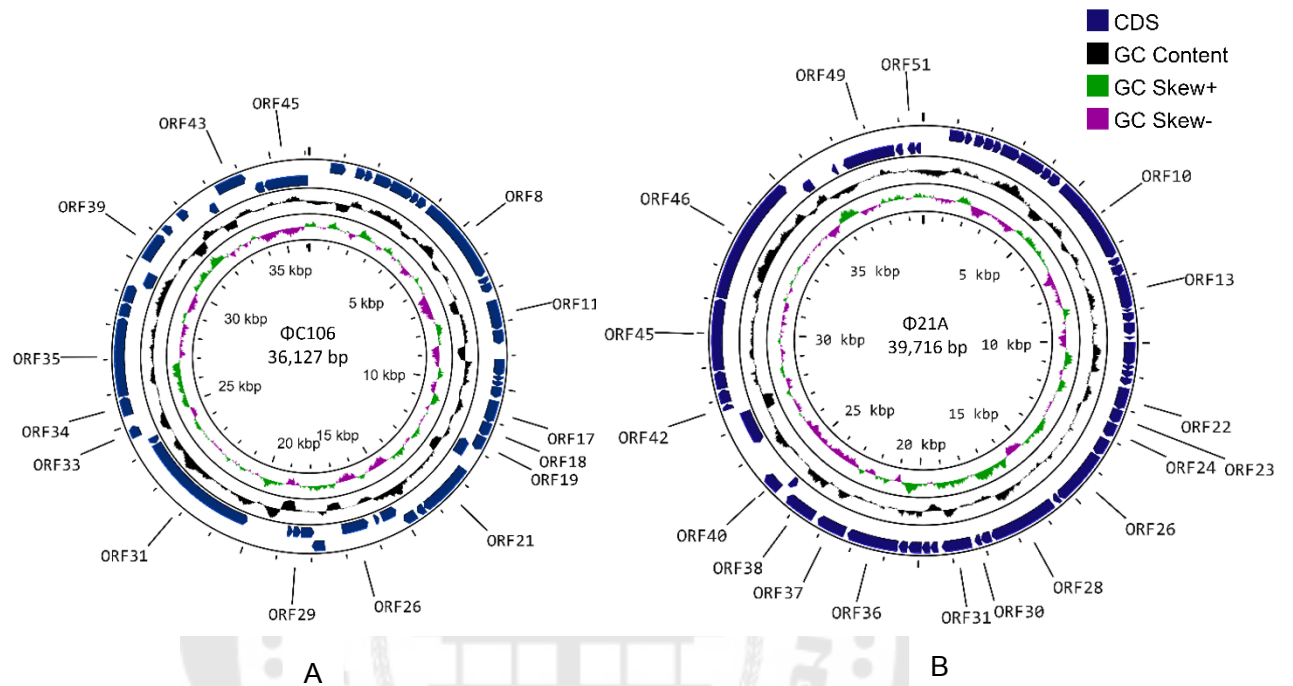 CDS
GC Content
GC Skew+
GC Skew-
ORF45
ORF43
ORF39
ORF8
ORF11
ORF35
ORF34
ORF33
ORF17
ORF18
ORF19
ORF31
ORF21
ORF29
ORF26
35 kbp
5 kbp
30 kbp
10 kbp
25 kbp
20 kbp
15 kbp
ΦC106
36,127 bp
A
ORF51
ORF49
ORF46
ORF10
ORF13
ORF45
ORF42
ORF22
ORF23
ORF24
ORF40
ORF26
ORF38
ORF37
ORF28
ORF36
ORF31
ORF30
35 kbp
5 kbp
30 kbp
10 kbp
25 kbp
15 kbp
20 kbp
Φ21A
39,716 bp
B